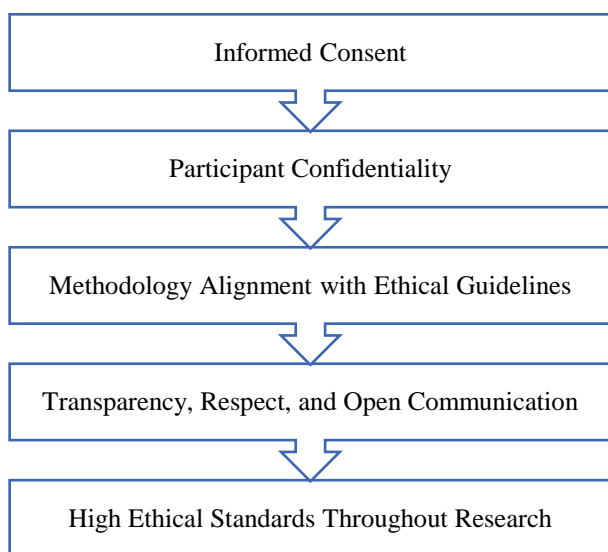 Informed Consent
Participant Confidentiality
Methodology Alignment with Ethical Guidelines
Transparency, Respect, and Open Communication
High Ethical Standards Throughout Research